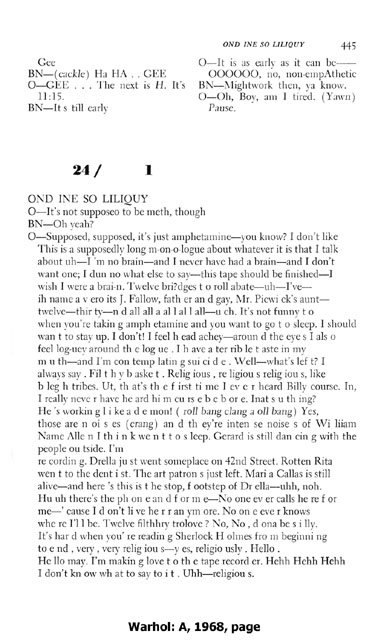 OND INE SO LILIQUY 445
Gee
BN—(cackle) Ha HA . . GEE
O—GEE . . . The next is H. It's
11:15.
BN—It s till early
O—It is as early as it can be——
OOOOOO, no, non-empAthetic
BN—Mightwork then, ya know.
O—Oh, Boy, am I tired. (Yawn)
Pause.
24/ 1
OND INE SO LILIQUY
O—It's not supposeo to be meth, though
BN—Oh yeah?
O—Supposed, supposed, it's just amphetamine—you know? I don't like
This is a supposedly long m-on-o-logue about whatever it is that I talk
about uh—I 'm no brain—and I never have had a brain—and I don't
want one; I dun no what else to say—this tape should be finished—I
wish I were a brai-n. Twelve bri?dges t o roll abate—uh—I've—
ih name a v ero its J. Fallow, fath er an d gay, Mr. Piewi ck's aunt—
twelve—thir ty—n d all all a al l al l all—u ch. It's not funny t o
when you're takin g amph etamine and you want to go t o sleep. I should
wan t to stay up. I don't! I feel h ead achey—aroun d the eye s I als o
feel log-uey around th e log ue . I h ave a ter rib le t aste in my
m u th—and I'm con temp latin g sui ci d e . Well—what's lef t? I
always say . Fil t h y b aske t . Relig ious , re ligiou s relig iou s, like
b leg h tribes. Ut, th at's th e f irst ti me I ev e r heard Billy course. In,
I really neve r have he ard hi m cu rs e b e b or e. Inat s u th ing?
He 's workin g l i k e a d e mon! ( roll bang clang a oll bang) Yes,
those are n oi s es (crang) an d th ey're inten se noise s of Wi lliam
Name Alle n I th i n k w e n t t o s leep. Gerard is still dan cin g with the
people ou tside. I'm
re cordin g. Drella ju st went someplace on 42nd Street. Rotten Rita
wen t to the dent i st. The art patron s just left. Mari a Callas is still
alive—and here 's this is t he stop, f ootstep of Dr ella—uhh, noh.
Hu uh there's the ph on e an d f or m e—No one ev er calls he re f or
me—' cause I d on't li ve he r r an ym ore. No on e eve r knows
whe re I'l l be. Twelve filthhry trolove ? No, No , d ona be s i lly.
It's har d when you' re readin g Sherlock H olmes fro m beginni ng
to e nd , very , very relig iou s—y es, religio usly . Hello .
He llo may. I'm makin g love t o th e tape record er. Hehh Hehh Hehh
I don't kn ow wh at to say to i t . Uhh—religiou s.
Warhol: A, 1968, page